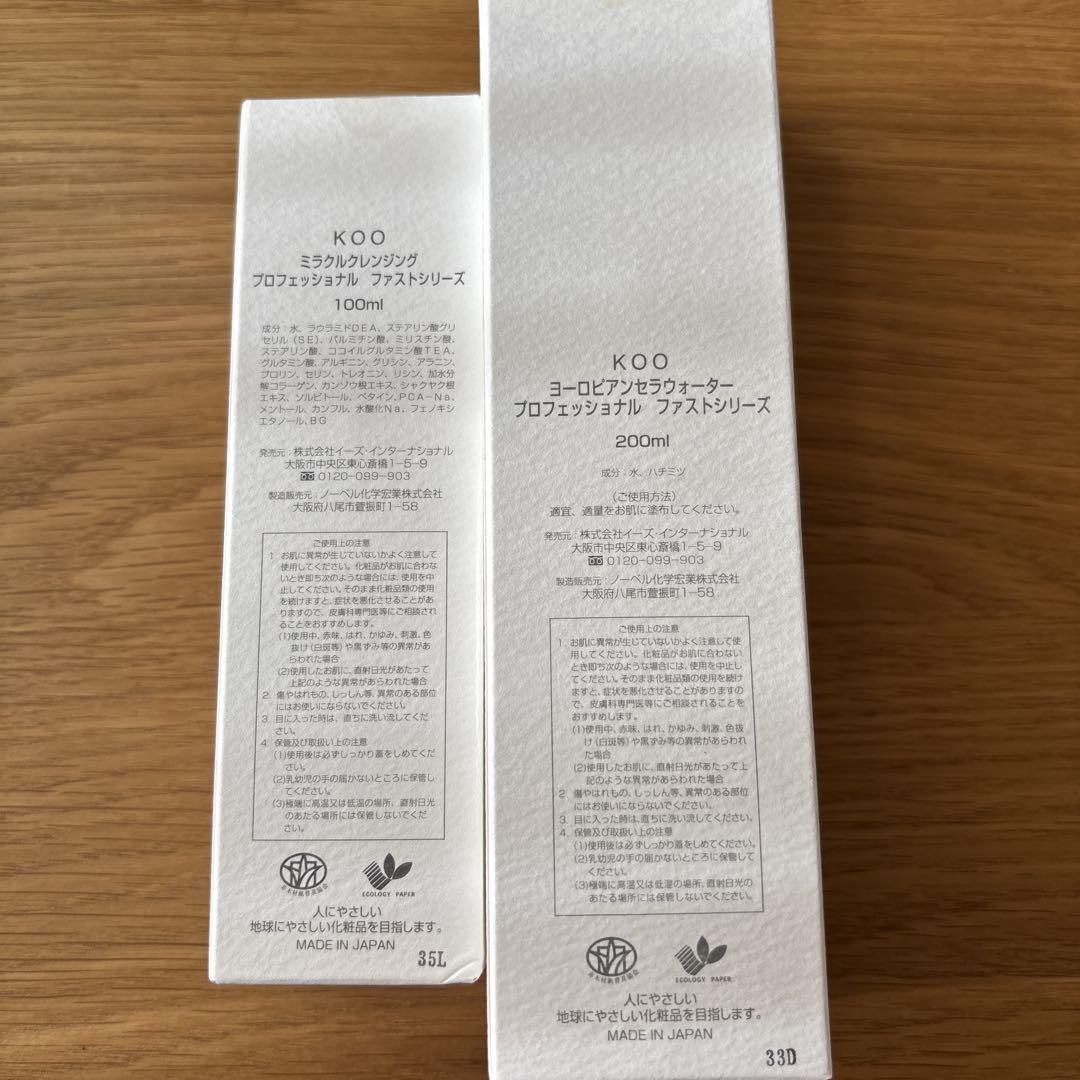 KOO
ミラクルクレンジング
プロフェッショナル ファストシリーズ
100ml
成分：水、ラウラミドDEA、ステアリン酸グリ
セリル（SE）、パルミチン酸、ミリスチン酸、
ステアリン酸、ココイルグルタミン酸TEA、
グルタミン酸、アルギニン、グリシン、アラニン、
プロリン、セリン、トレオニン、リシン、加水分
解コラーゲン、カンゾウ根エキス、シャクヤク根
エキス、ソルビトール、ベタイン、PCA-Na、
メントール、カンフル、水酸化Na、フェノキシ
エタノール、BG
発売元：株式会社イーズ・インターナショナル
大阪市中央区東心斎橋1-5-9
0120-099-903
製造販売元：ノーベル化学宏業株式会社
大阪府八尾市萱振町1-58
ご使用上の注意
1. お肌に異常が生じていないかよく注意して
使用してください。化粧品がお肌に合わな
いとき即ち次のような場合には、使用を中
止してください。そのまま化粧品類の使用
を続けますと、症状を悪化させることがあ
りますので、皮膚科専門医等にご相談され
ることをおすすめします。
(1)使用中、赤味、はれ、かゆみ、刺激、色
抜け(白斑等)や黒ずみ等の異常があ
らわれた場合
(2)使用したお肌に、直射日光があたって
上記のような異常があらわれた場合
2. 傷やはれもの、しっしん等、異常のある部位
にはお使いにならないでください。
3. 目に入った時は、直ちに洗い流してくだ
さい。
4. 保管及び取扱い上の注意
(1)使用後は必ずしっかり蓋をしめてくだ
さい。
(2)乳幼児の手の届かないところに保管し
てください。
(3)極端に高温又は低温の場所、直射日光
のあたる場所には保管しないでくだ
さい。
非木材紙普及協会
ECOLOGY PAPER
人にやさしい
地球にやさしい化粧品を目指します。
MADE IN JAPAN
35L
KOO
ヨーロピアンセラウォーター
プロフェッショナル ファストシリーズ
200ml
成分：水、ハチミツ
（ご使用方法）
適宜、適量をお肌に塗布してください。
発売元：株式会社イーズ・インターナショナル
大阪市中央区東心斎橋1-5-9
0120-099-903
製造販売元：ノーベル化学宏業株式会社
大阪府八尾市萱振町1-58
ご使用上の注意
1. お肌に異常が生じていないかよく注意して使
用してください。化粧品がお肌に合わない
とき即ち次のような場合には、使用を中止し
てください。そのまま化粧品類の使用を続け
ますと、症状を悪化させることがありますの
で、皮膚科専門医等にご相談されることを
おすすめします。
(1)使用中、赤味、はれ、かゆみ、刺激、色抜
け(白斑等)や黒ずみ等の異常があらわれ
た場合
(2)使用したお肌に、直射日光があたって上
記のような異常があらわれた場合
2. 傷やはれもの、しっしん等、異常のある部位
にはお使いにならないでください。
3. 目に入った時は、直ちに洗い流してください。
4. 保管及び取扱い上の注意
(1)使用後は必ずしっかり蓋をしめてください。
(2)乳幼児の手の届かないところに保管して
ください。
(3)極端に高温又は低温の場所、直射日光の
あたる場所には保管しないでください。
非木材紙普及協会
ECOLOGY PAPER
人にやさしい
地球にやさしい化粧品を目指します。
MADE IN JAPAN
33D